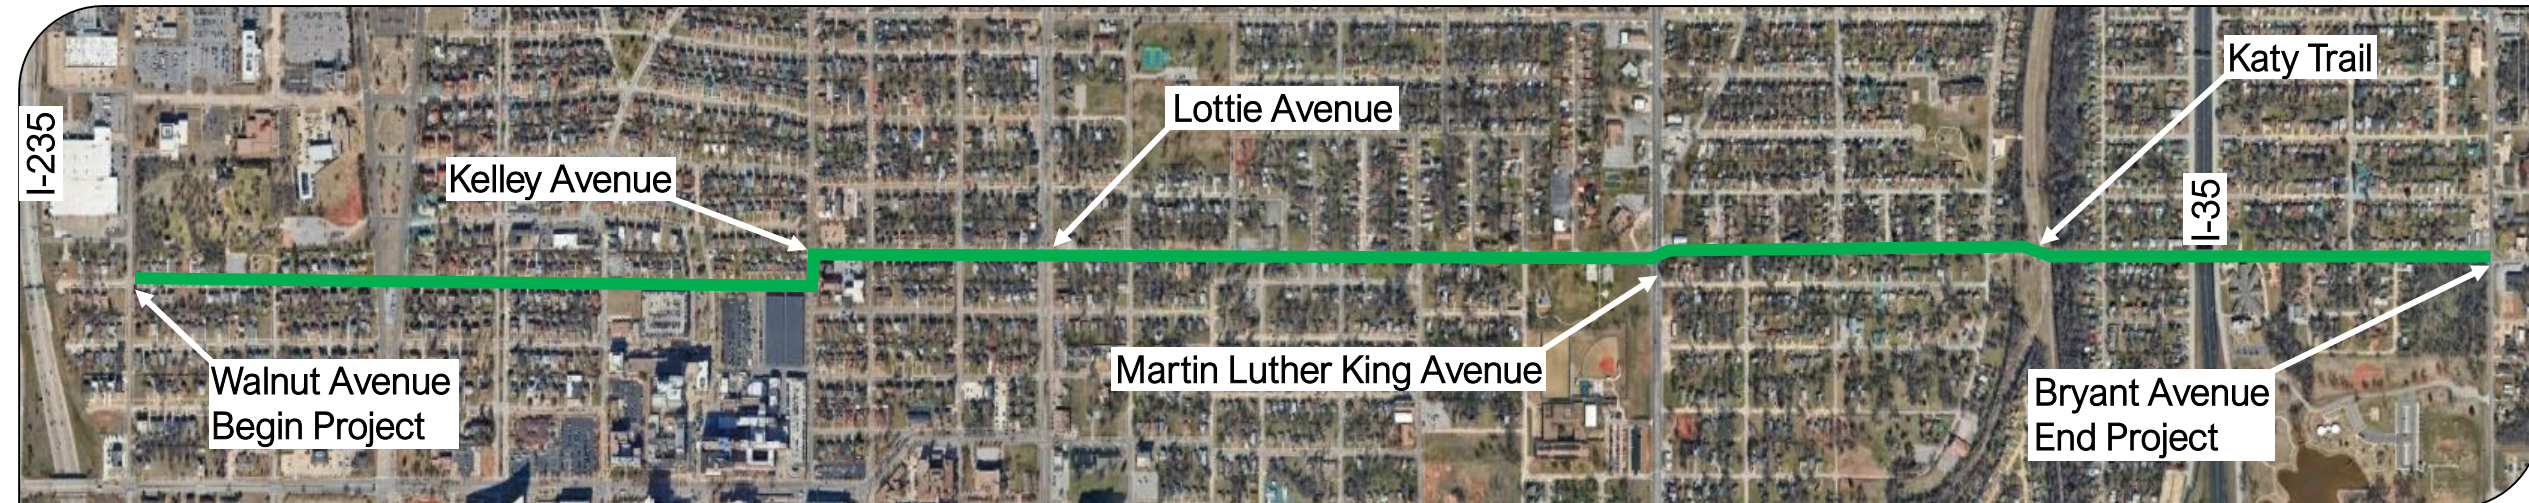 I-235
Kelley Avenue
Lottie Avenue
Katy Trail
I-35
Walnut Avenue
Begin Project
Martin Luther King Avenue
Bryant Avenue
End Project